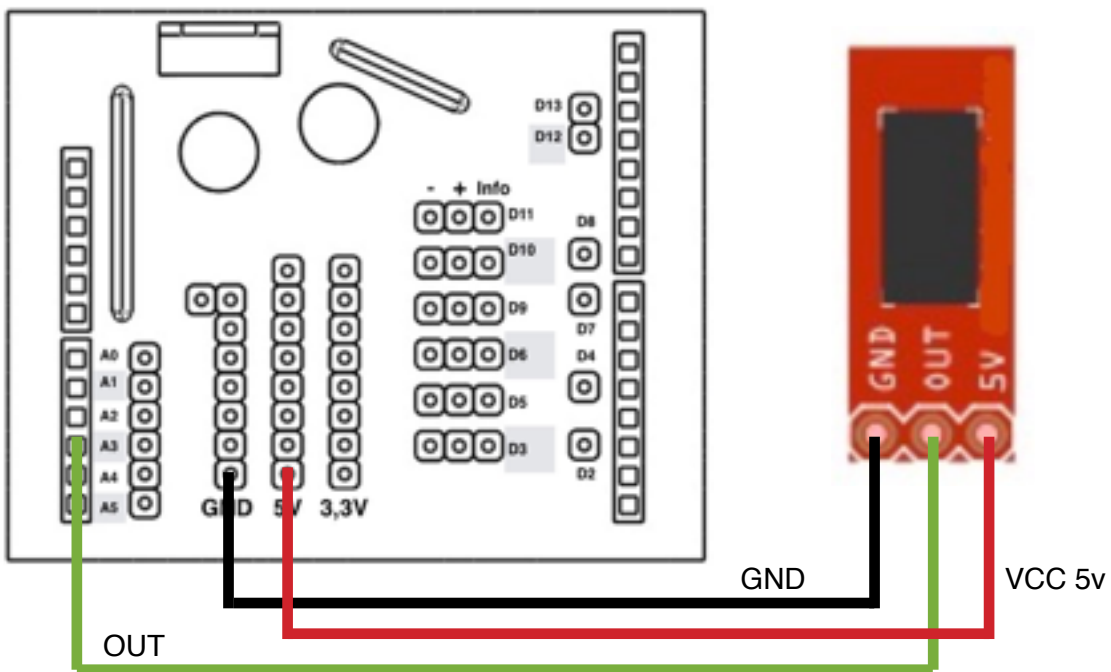 D13
D12
- + Info
D11
D8
D10
D9
D7
D6
D4
A0
A1
D5
A2
A3
D3
A4
D2
A5
GND 5V 3,3V
GND
OUT
5V
GND
VCC 5v
OUT